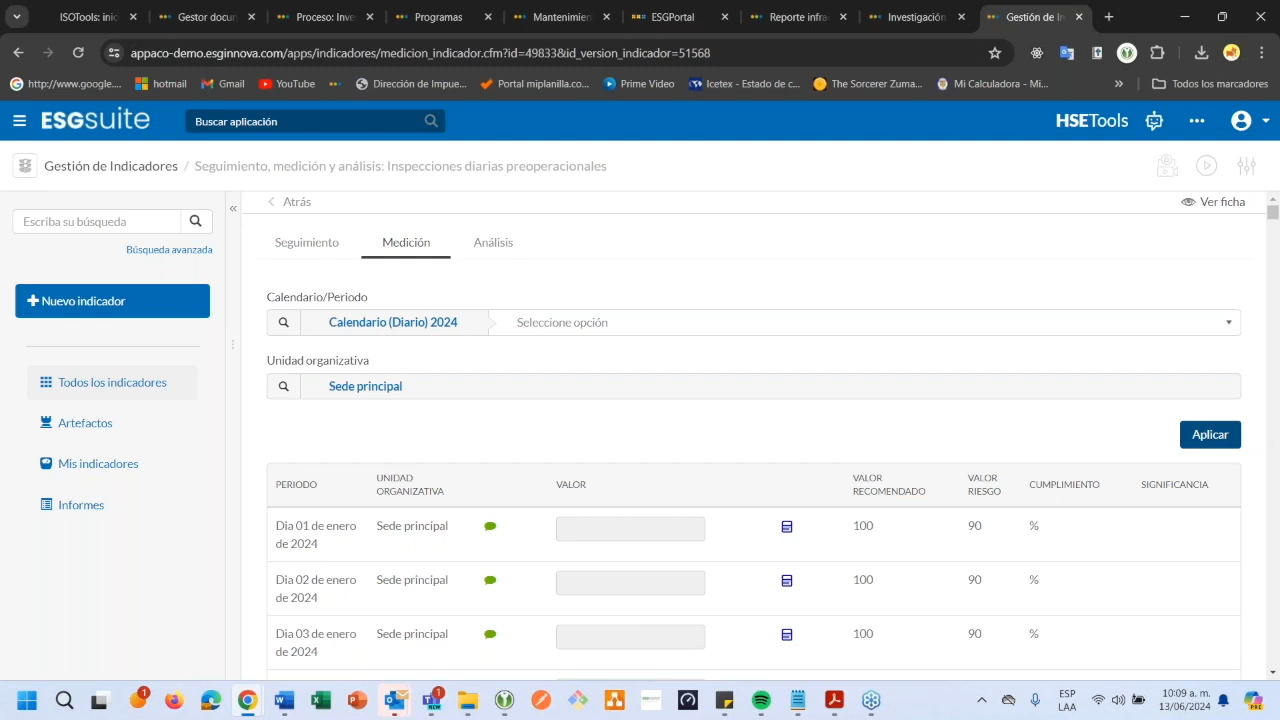 ISOTools: inic
Gestor docun
Proceso: Inve
Programas
Mantenimien
ESGPortal
Reporte infra
Investigación
Gestión de In
appaco-demo.esginnova.com/apps/indicadores/medicion_indicador.cfm?id=49833&id_version_indicador=51568
http://www.google....
hotmail
Gmail
YouTube
Dirección de Impue...
Portal miplanilla.co...
Prime Video
Icetex - Estado de c...
The Sorcerer Zuma...
Mi Calculadora - Mi...
»
Todos los marcadores
ESGsuite
Buscar aplicación
HSETools
Gestión de Indicadores / Seguimiento, medición y análisis: Inspecciones diarias preoperacionales
Escriba su búsqueda
Búsqueda avanzada
+ Nuevo indicador
Todos los indicadores
Artefactos
Mis indicadores
Informes
«
Atrás
Ver ficha
Seguimiento
Medición
Análisis
Calendario/Periodo
Calendario (Diario) 2024
Seleccione opción
Unidad organizativa
Sede principal
Aplicar
PERIODO
UNIDAD
ORGANIZATIVA
VALOR
VALOR
RECOMENDADO
VALOR
RIESGO
CUMPLIMIENTO
SIGNIFICANCIA
Dia 01 de enero
de 2024
Sede principal
100
90
%
Dia 02 de enero
de 2024
Sede principal
100
90
%
Dia 03 de enero
de 2024
Sede principal
100
90
%
1
1
ESP
LAA
10:09 a. m.
13/06/2024